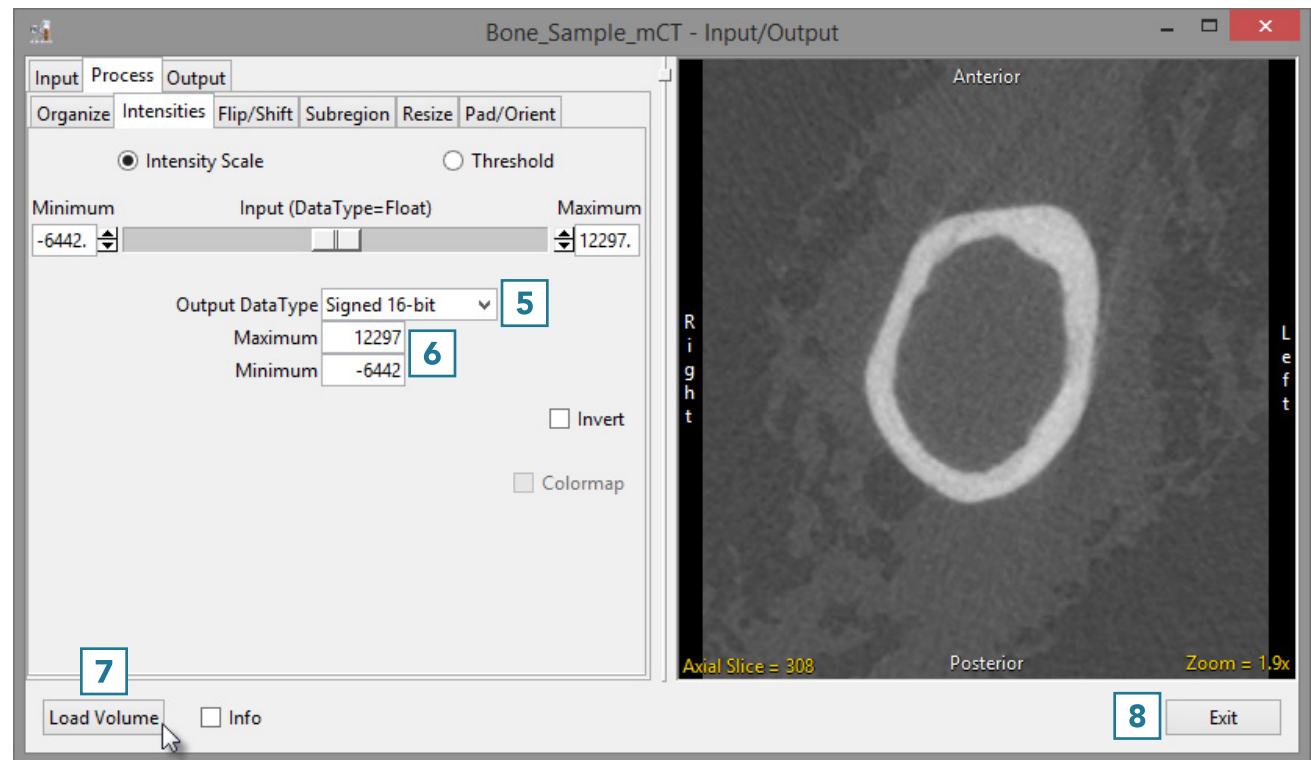 Bone_Sample_mCT - Input/Output
Input Process Output
Organize Intensities Flip/Shift Subregion Resize Pad/Orient
Intensity Scale Threshold
Minimum Input (DataType=Float) Maximum
-6442. 12297.
Output DataType Signed 16-bit 5
Maximum 12297
6
Minimum -6442
Invert
Colormap
7
Load Volume Info
Anterior
Right
Left
Axial Slice = 308 Posterior Zoom = 1.9x
8 Exit